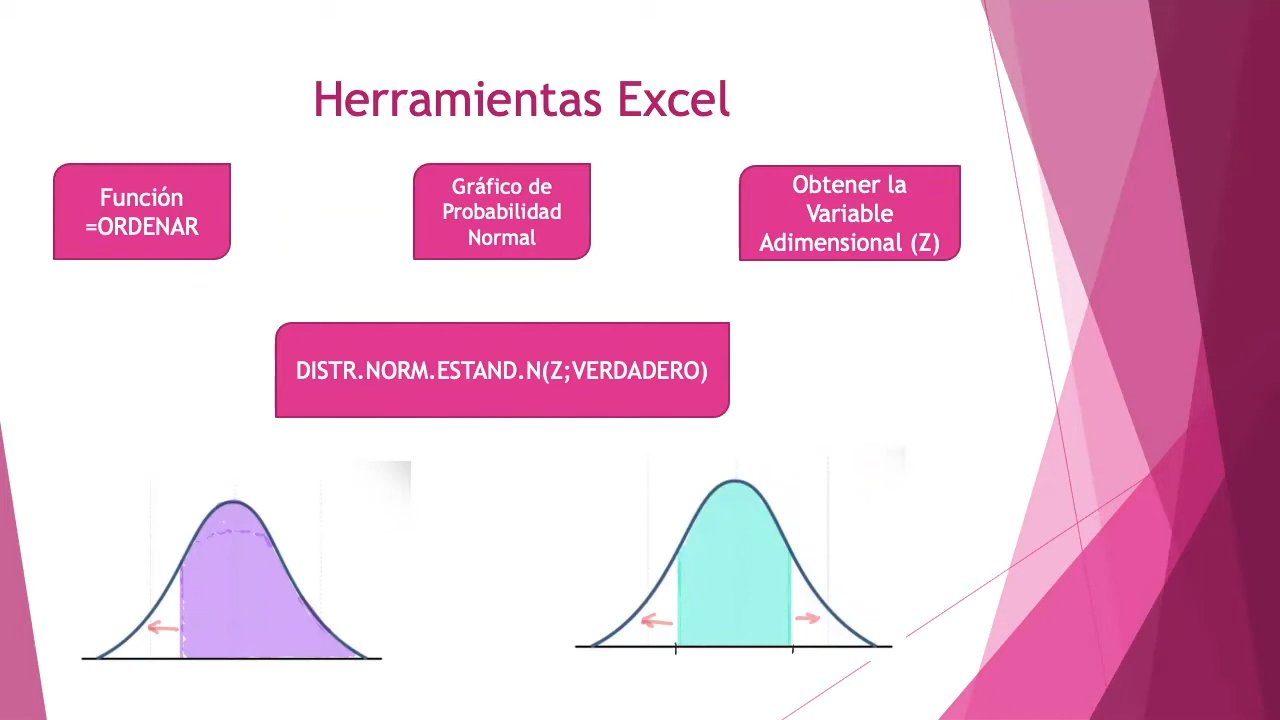 Herramientas Excel
Función
=ORDENAR
Gráfico de
Probabilidad
Normal
Obtener la
Variable
Adimensional (Z)
DISTR.NORM.ESTAND.N(Z;VERDADERO)